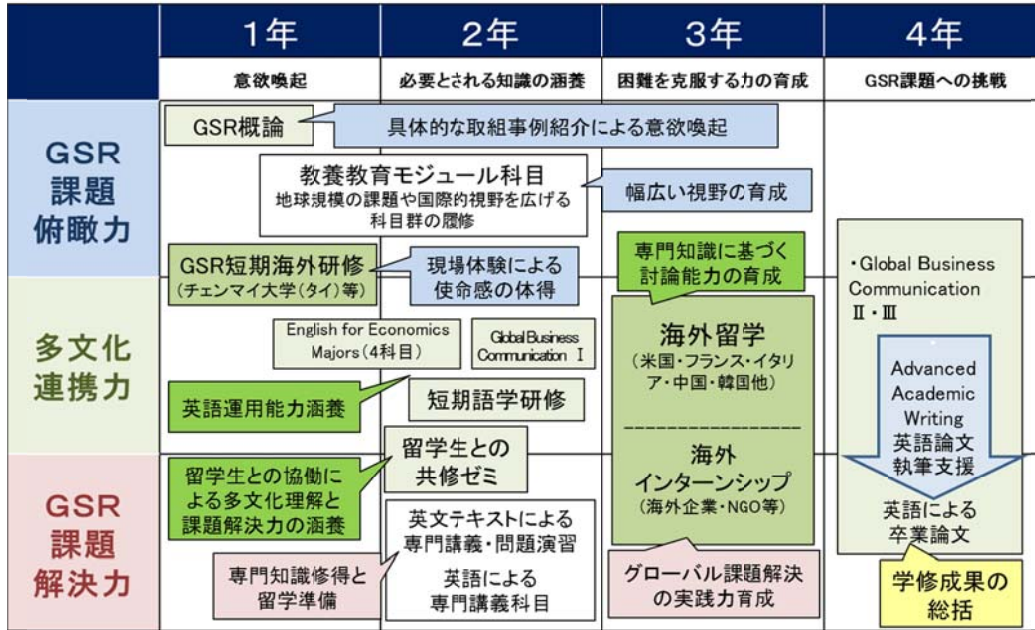 1年
2年
3年
4年
意欲喚起
必要とされる知識の涵養
困難を克服する力の育成
GSR課題への挑戦
GSR
課題
俯瞰力
GSR概論
具体的な取組事例紹介による意欲喚起
教養教育モジュール科目
地球規模の課題や国際的視野を広げる
科目群の履修
幅広い視野の育成
GSR短期海外研修
(チェンマイ大学(タイ)等)
現場体験による
使命感の体得
専門知識に基づく
討論能力の育成
多文化
連携力
English for Economics
Majors(4科目)
Global Business
Communication Ⅰ
英語運用能力涵養
短期語学研修
海外留学
(米国・フランス・イタリ
ア・中国・韓国他)
海外
インターンシップ
(海外企業・NGO等)
・Global Business
Communication
Ⅱ・Ⅲ
Advanced
Academic
Writing
英語論文
執筆支援
英語による
卒業論文
GSR
課題
解決力
留学生との
共修ゼミ
留学生との協働
による多文化理解と
課題解決力の涵養
英文テキストによる
専門講義・問題演習
英語による
専門講義科目
専門知識修得と
留学準備
グローバル課題解決
の実践力育成
学修成果の
総括